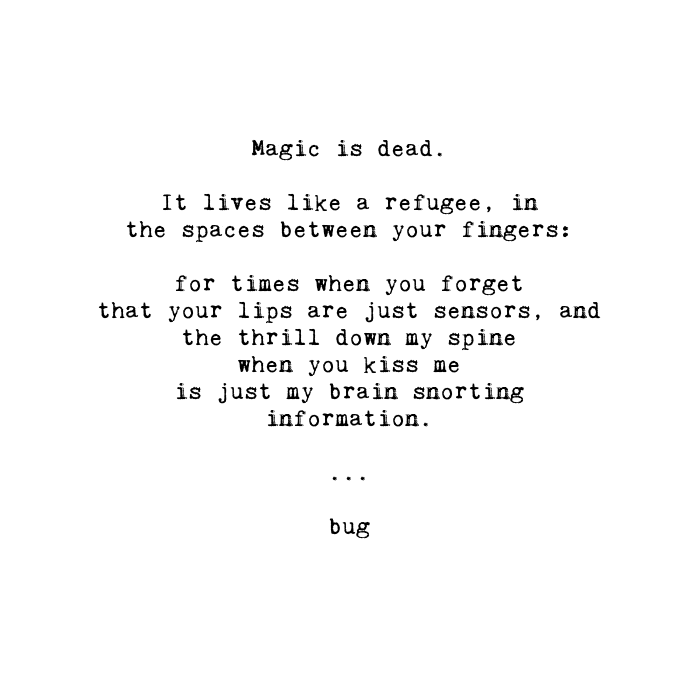 Magic is dead.
It lives like a refugee, in
the spaces between your fingers:
for times when you forget
that your lips are just sensors, and
the thrill down my spine
when you kiss me
is just my brain snorting
information.
...
bug